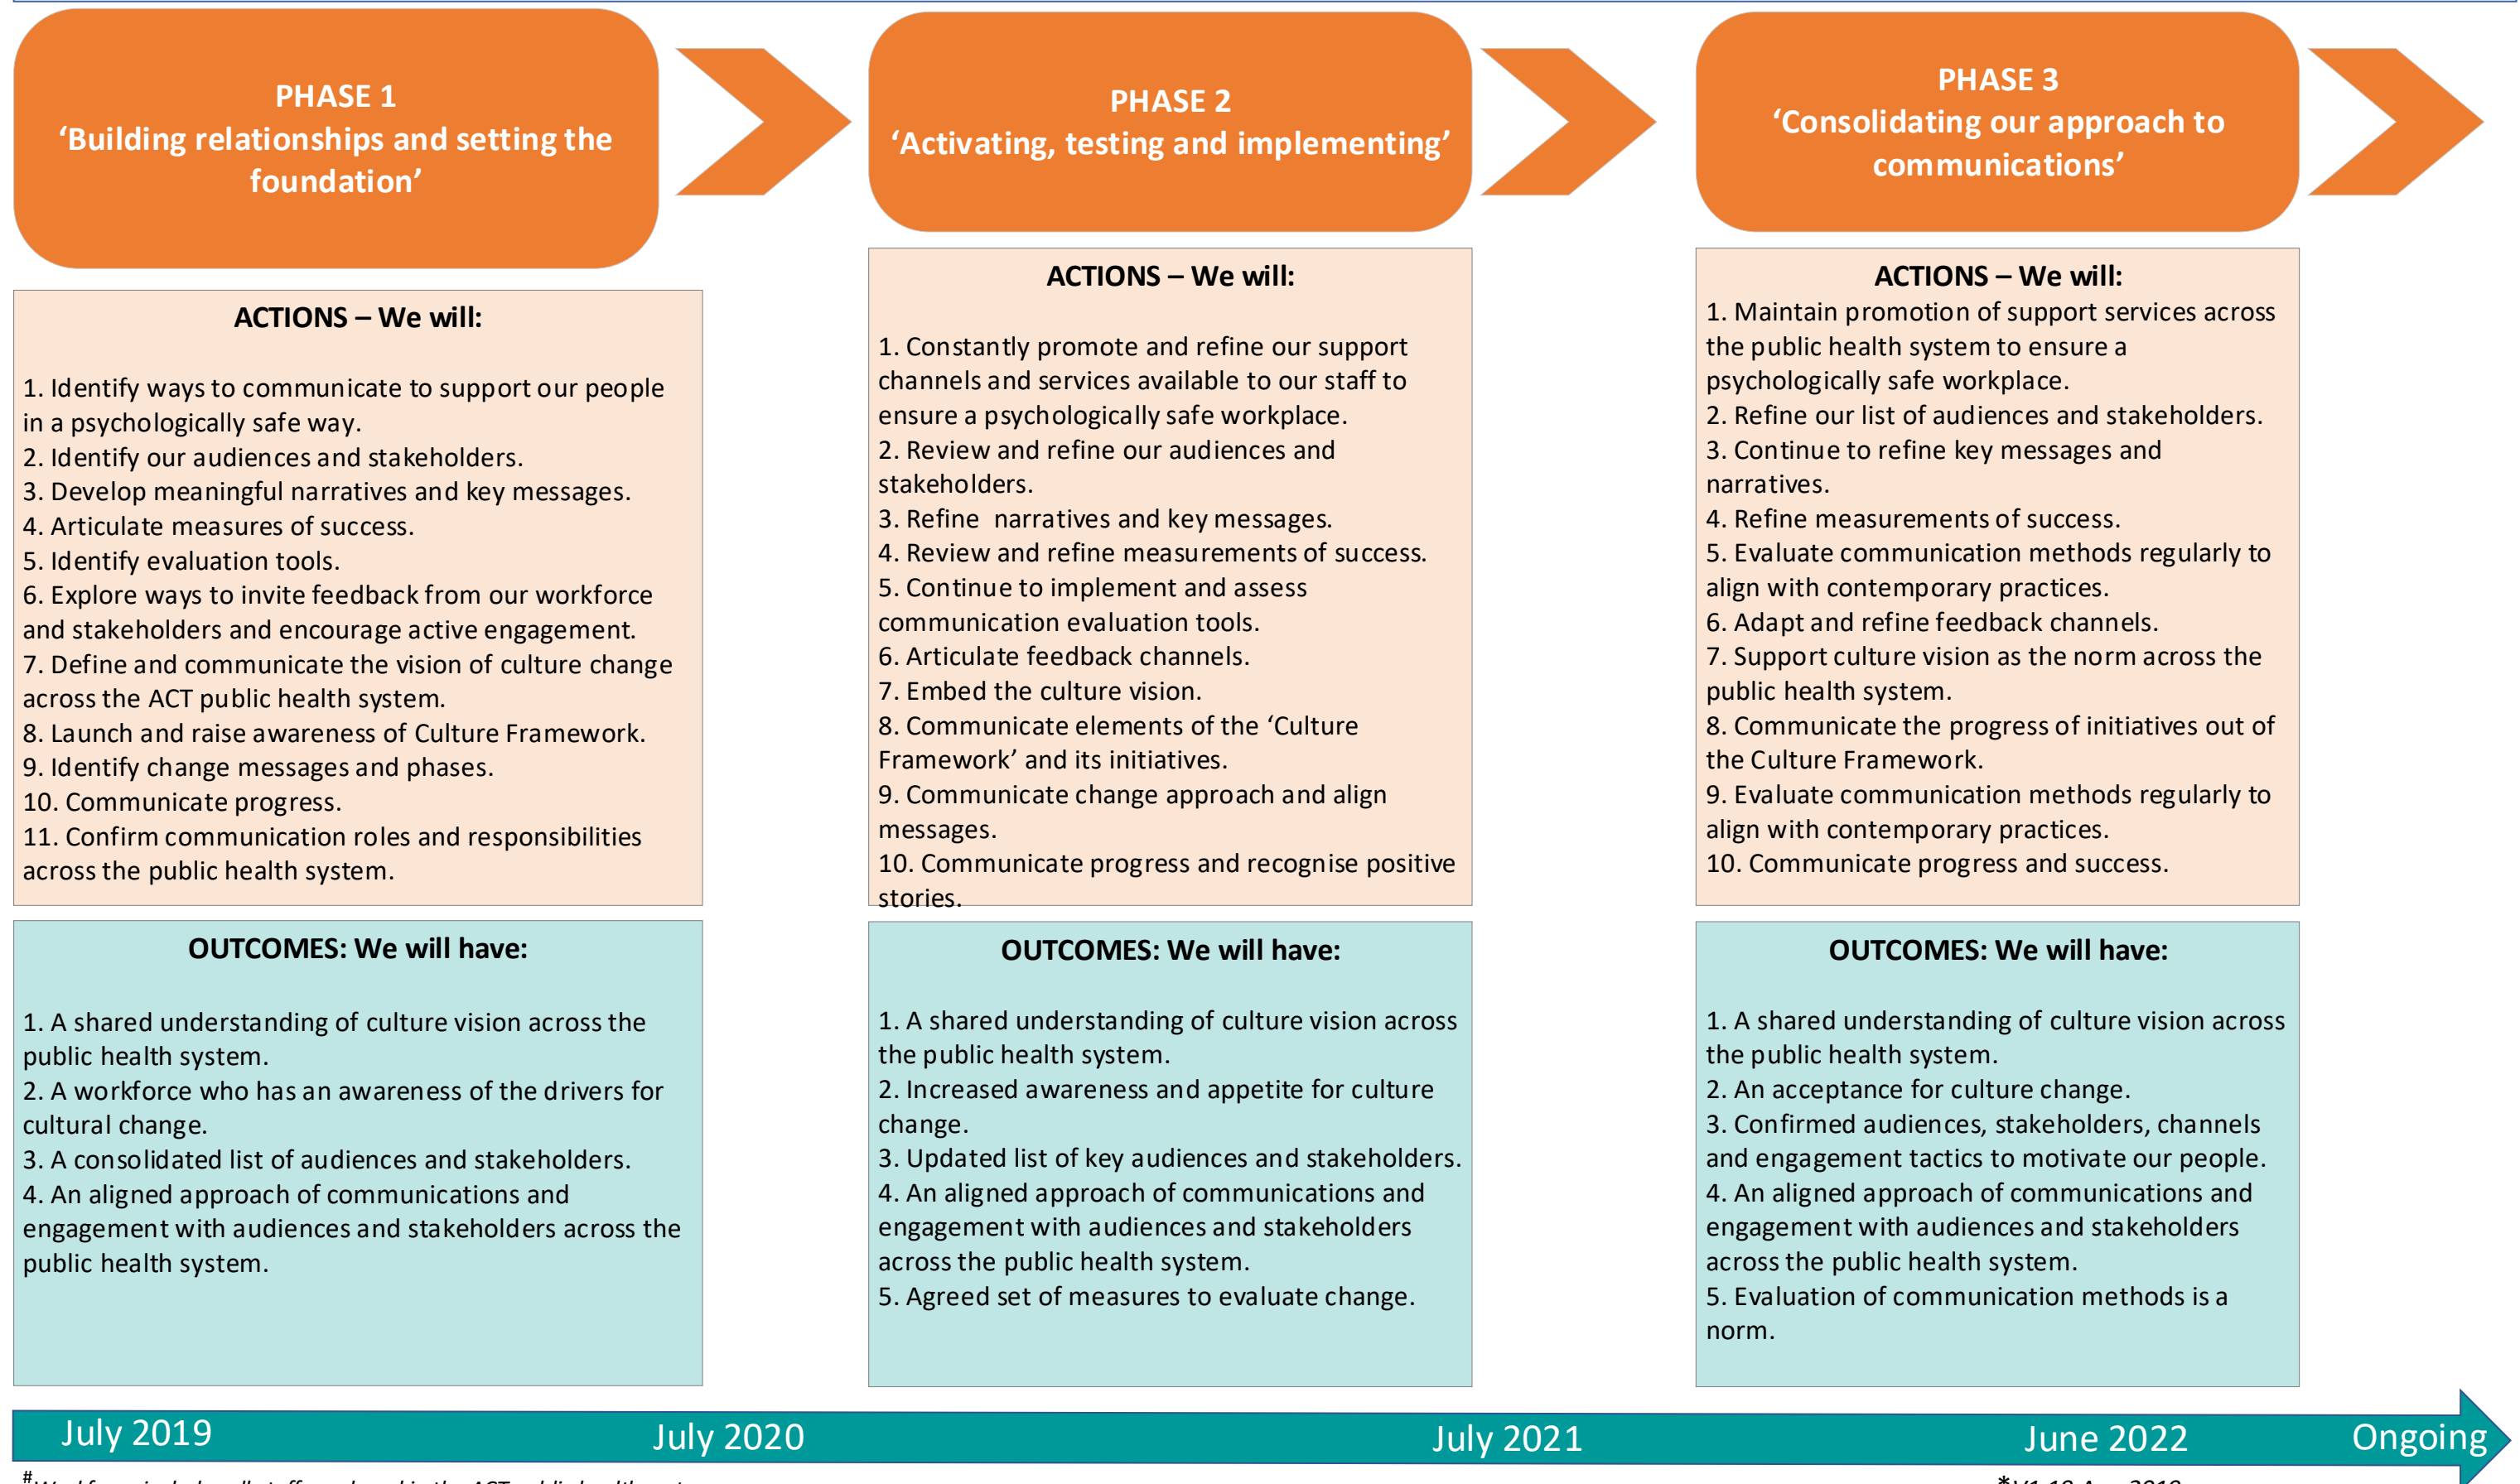 PHASE 1
‘Building relationships and setting the
foundation’
ACTIONS – We will:
1. Identify ways to communicate to support our people
in a psychologically safe way.
2. Identify our audiences and stakeholders.
3. Develop meaningful narratives and key messages.
4. Articulate measures of success.
5. Identify evaluation tools.
6. Explore ways to invite feedback from our workforce
and stakeholders and encourage active engagement.
7. Define and communicate the vision of culture change
across the ACT public health system.
8. Launch and raise awareness of Culture Framework.
9. Identify change messages and phases.
10. Communicate progress.
11. Confirm communication roles and responsibilities
across the public health system.
OUTCOMES: We will have:
1. A shared understanding of culture vision across the
public health system.
2. A workforce who has an awareness of the drivers for
cultural change.
3. A consolidated list of audiences and stakeholders.
4. An aligned approach of communications and
engagement with audiences and stakeholders across the
public health system.
PHASE 2
‘Activating, testing and implementing’
ACTIONS – We will:
1. Constantly promote and refine our support
channels and services available to our staff to
ensure a psychologically safe workplace.
2. Review and refine our audiences and
stakeholders.
3. Refine  narratives and key messages.
4. Review and refine measurements of success.
5. Continue to implement and assess
communication evaluation tools.
6. Articulate feedback channels.
7. Embed the culture vision.
8. Communicate elements of the ‘Culture
Framework’ and its initiatives.
9. Communicate change approach and align
messages.
10. Communicate progress and recognise positive
stories.
OUTCOMES: We will have:
1. A shared understanding of culture vision across
the public health system.
2. Increased awareness and appetite for culture
change.
3. Updated list of key audiences and stakeholders.
4. An aligned approach of communications and
engagement with audiences and stakeholders
across the public health system.
5. Agreed set of measures to evaluate change.
PHASE 3
‘Consolidating our approach to
communications’
ACTIONS – We will:
1. Maintain promotion of support services across
the public health system to ensure a
psychologically safe workplace.
2. Refine our list of audiences and stakeholders.
3. Continue to refine key messages and
narratives.
4. Refine measurements of success.
5. Evaluate communication methods regularly to
align with contemporary practices.
6. Adapt and refine feedback channels.
7. Support culture vision as the norm across the
public health system.
8. Communicate the progress of initiatives out of
the Culture Framework.
9. Evaluate communication methods regularly to
align with contemporary practices.
10. Communicate progress and success.
OUTCOMES: We will have:
1. A shared understanding of culture vision across
the public health system.
2. An acceptance for culture change.
3. Confirmed audiences, stakeholders, channels
and engagement tactics to motivate our people.
4. An aligned approach of communications and
engagement with audiences and stakeholders
across the public health system.
5. Evaluation of communication methods is a
norm.
July 2019
July 2020
July 2021
June 2022
Ongoing